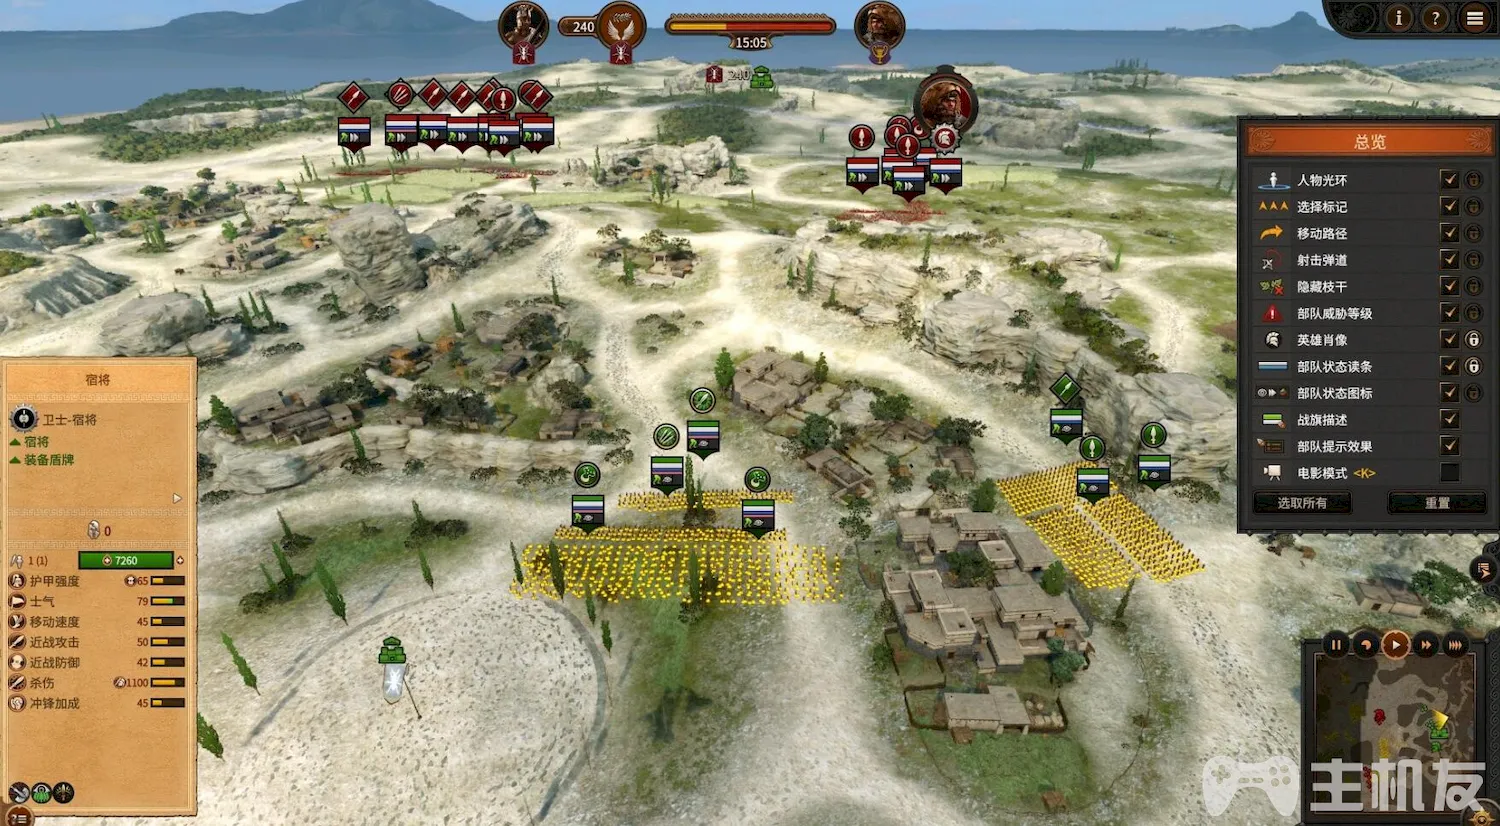 240
15:05
240
总览
人物光环
选择标记
移动路径
射击弹道
隐藏枝干
部队威胁等级
英雄肖像
部队状态读条
部队状态图标
战旗描述
部队提示效果
电影模式 <K>
选取所有
重置
宿将
卫士-宿将
宿将
装备盾牌
0
1 (1)
7260
护甲强度 65
士气 79
移动速度 45
近战攻击 50
近战防御 42
杀伤 1100
冲锋加成 45
主机友